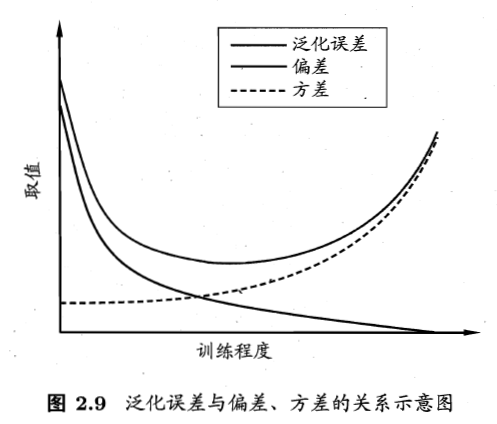 泛化误差
偏差
方差
取值
训练程度
图 2.9 泛化误差与偏差、方差的关系示意图